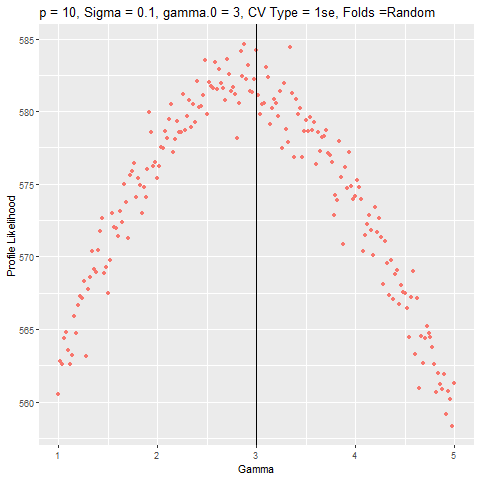 p = 10, Sigma = 0.1, gamma.0 = 3, CV Type = 1se, Folds =Random
585
580
575
570
565
560
Profile Likelihood
1 2 3 4 5
Gamma